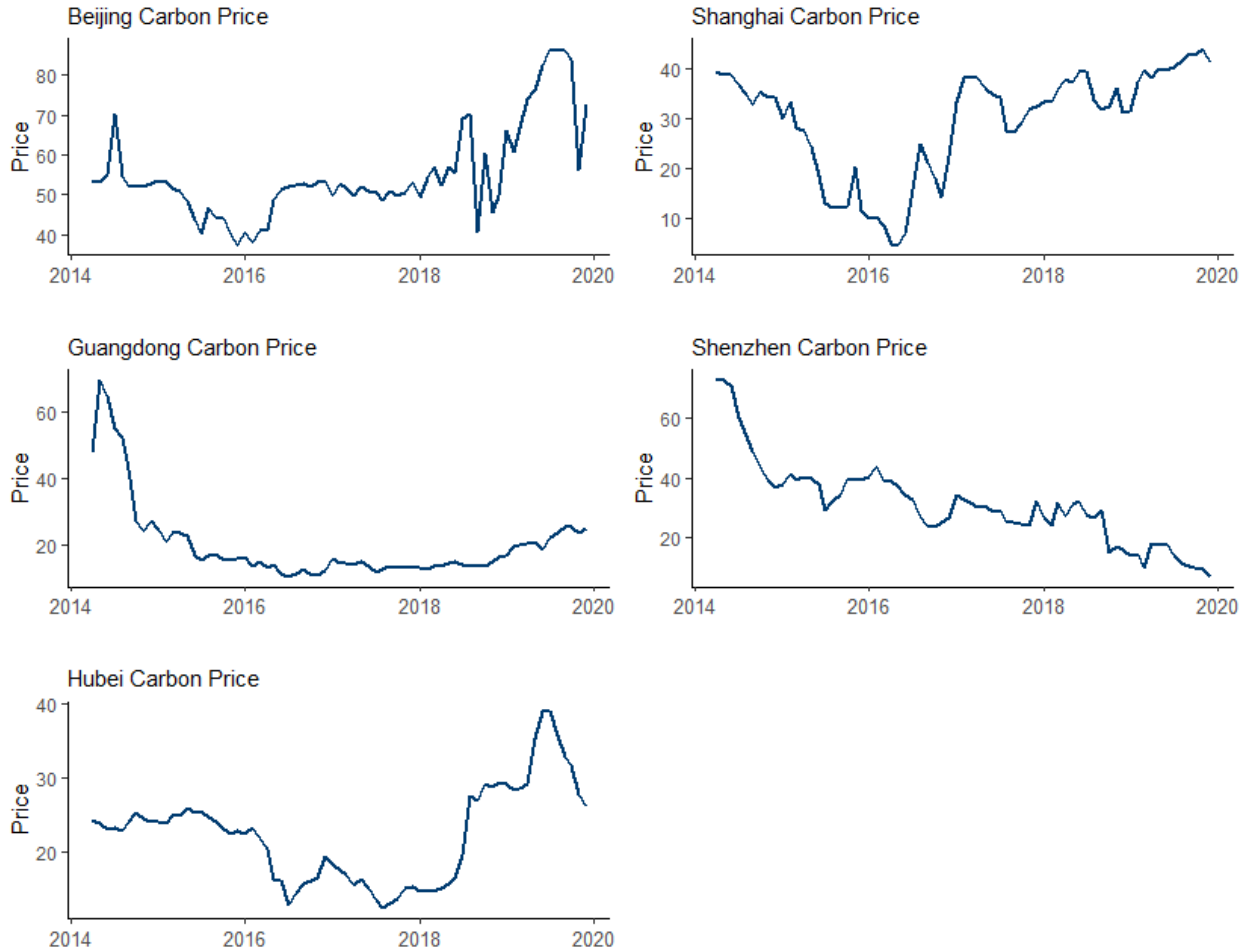 Beijing Carbon Price
Price
80
70
60
50
40
2014 2016 2018 2020
Shanghai Carbon Price
Price
40
30
20
10
2014 2016 2018 2020
Guangdong Carbon Price
Price
60
40
20
2014 2016 2018 2020
Shenzhen Carbon Price
Price
60
40
20
2014 2016 2018 2020
Hubei Carbon Price
Price
40
30
20
2014 2016 2018 2020